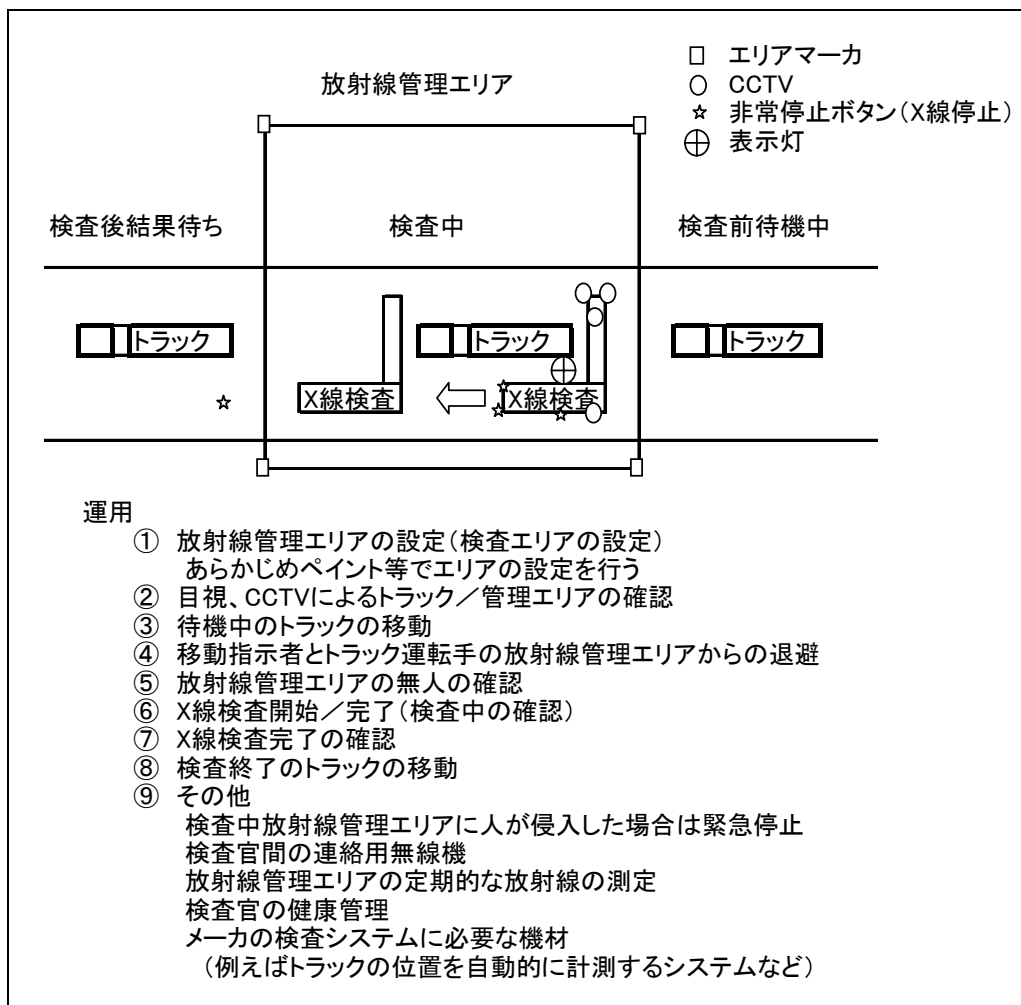 □ エリアマーカ
○ CCTV
☆ 非常停止ボタン（X線停止）
⊕ 表示灯
放射線管理エリア
検査後結果待ち
検査中
検査前待機中
トラック
トラック
トラック
X線検査
X線検査
運用
① 放射線管理エリアの設定（検査エリアの設定）
あらかじめペイント等でエリアの設定を行う
② 目視、CCTVによるトラック／管理エリアの確認
③ 待機中のトラックの移動
④ 移動指示者とトラック運転手の放射線管理エリアからの退避
⑤ 放射線管理エリアの無人の確認
⑥ X線検査開始／完了（検査中の確認）
⑦ X線検査完了の確認
⑧ 検査終了のトラックの移動
⑨ その他
検査中放射線管理エリアに人が侵入した場合は緊急停止
検査官間の連絡用無線機
放射線管理エリアの定期的な放射線の測定
検査官の健康管理
メーカの検査システムに必要な機材
（例えばトラックの位置を自動的に計測するシステムなど）